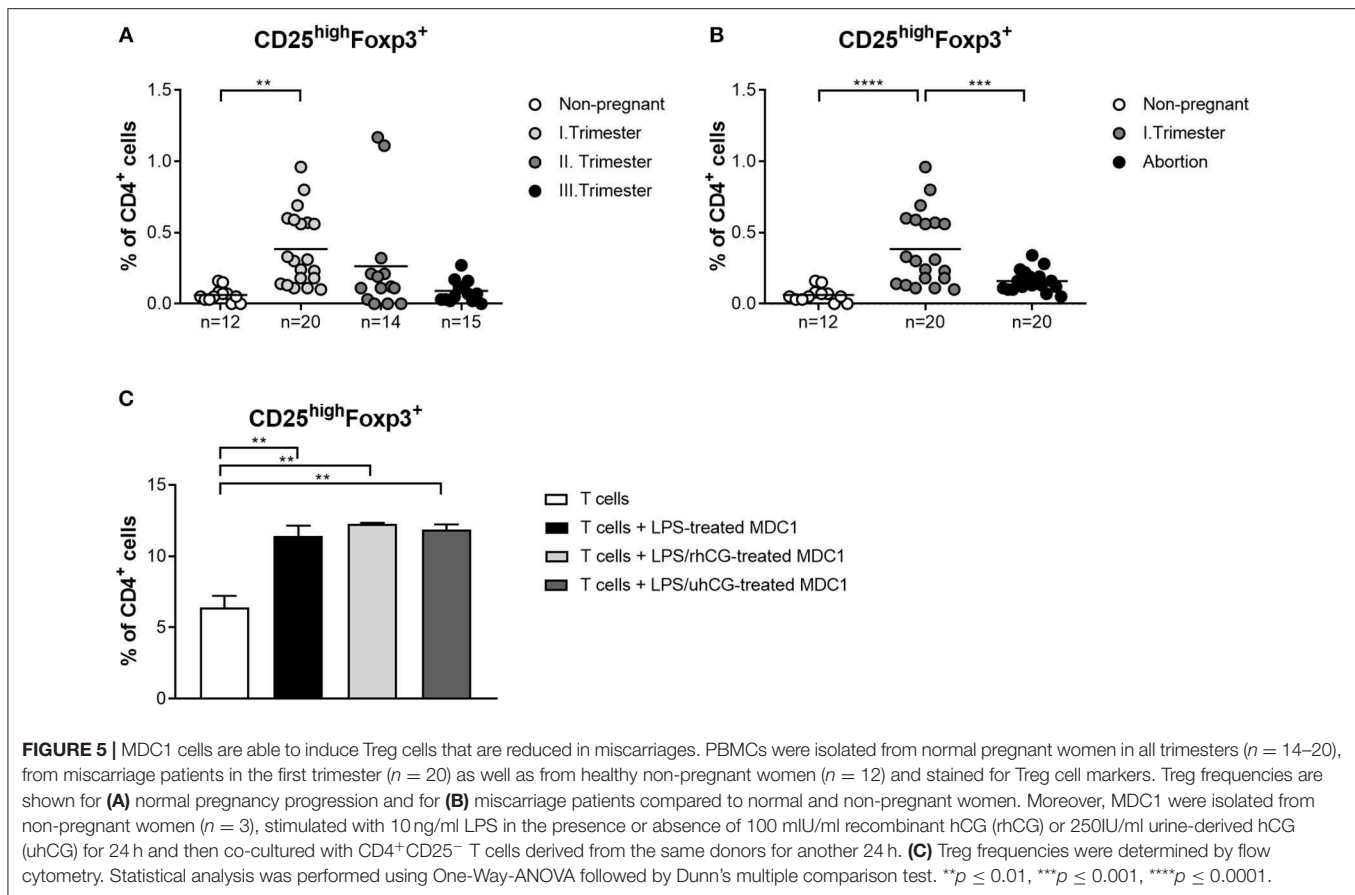 A
CD25highFoxp3+
**
1.5
1.0
0.5
0.0
% of CD4+ cells
n=12
n=20
n=14
n=15
Non-pregnant
I.Trimester
II. Trimester
III.Trimester
B
CD25highFoxp3+
****
***
1.5
1.0
0.5
0.0
% of CD4+ cells
n=12
n=20
n=20
Non-pregnant
I.Trimester
Abortion
C
CD25highFoxp3+
**
**
**
15
10
5
0
% of CD4+ cells
T cells
T cells + LPS-treated MDC1
T cells + LPS/rhCG-treated MDC1
T cells + LPS/uhCG-treated MDC1
FIGURE 5 | MDC1 cells are able to induce Treg cells that are reduced in miscarriages. PBMCs were isolated from normal pregnant women in all trimesters (n = 14–20),
from miscarriage patients in the first trimester (n = 20) as well as from healthy non-pregnant women (n = 12) and stained for Treg cell markers. Treg frequencies are
shown for (A) normal pregnancy progression and for (B) miscarriage patients compared to normal and non-pregnant women. Moreover, MDC1 were isolated from
non-pregnant women (n = 3), stimulated with 10 ng/ml LPS in the presence or absence of 100 mIU/ml recombinant hCG (rhCG) or 250IU/ml urine-derived hCG
(uhCG) for 24 h and then co-cultured with CD4+CD25− T cells derived from the same donors for another 24 h. (C) Treg frequencies were determined by flow
cytometry. Statistical analysis was performed using One-Way-ANOVA followed by Dunn's multiple comparison test. **p ≤ 0.01, ***p ≤ 0.001, ****p ≤ 0.0001.